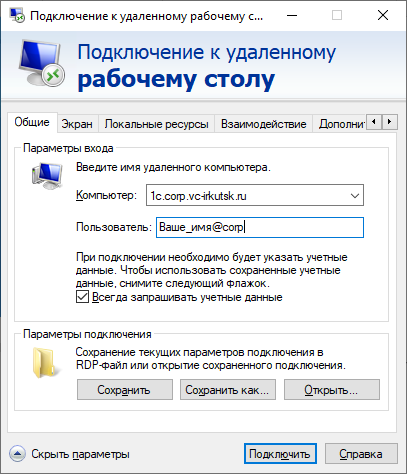 Подключение к удаленному рабочему с...
Подключение к удаленному
рабочему столу
Общие Экран Локальные ресурсы Взаимодействие Дополнит
Параметры входа
Введите имя удаленного компьютера.
Компьютер: 1c.corp.vc-irkutsk.ru
Пользователь: Ваше_имя@corp
При подключении необходимо будет указать учетные
данные. Чтобы использовать сохраненные учетные
данные, снимите следующий флажок.
Всегда запрашивать учетные данные
Параметры подключения
Сохранение текущих параметров подключения в
RDP-файл или открытие сохраненного подключения.
Сохранить Сохранить как... Открыть...
Скрыть параметры Подключить Справка